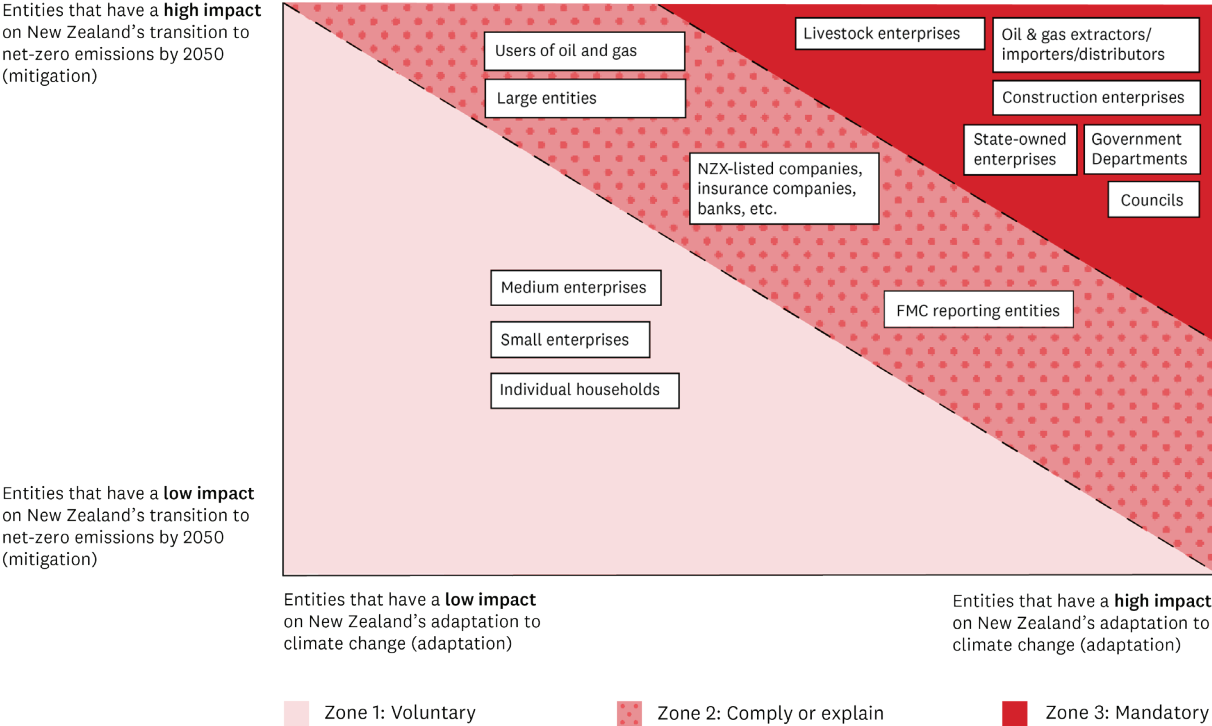 Entities that have a high impact
on New Zealand’s transition to
net-zero emissions by 2050
(mitigation)
Users of oil and gas
Large entities
NZX-listed companies,
insurance companies,
banks, etc.
Livestock enterprises
Oil & gas extractors/
importers/distributors
Construction enterprises
State-owned
enterprises
Government
Departments
Councils
FMC reporting entities
Medium enterprises
Small enterprises
Individual households
Entities that have a low impact
on New Zealand’s transition to
net-zero emissions by 2050
(mitigation)
Entities that have a low impact
on New Zealand’s adaptation to
climate change (adaptation)
Entities that have a high impact
on New Zealand’s adaptation to
climate change (adaptation)
Zone 1: Voluntary
Zone 2: Comply or explain
Zone 3: Mandatory